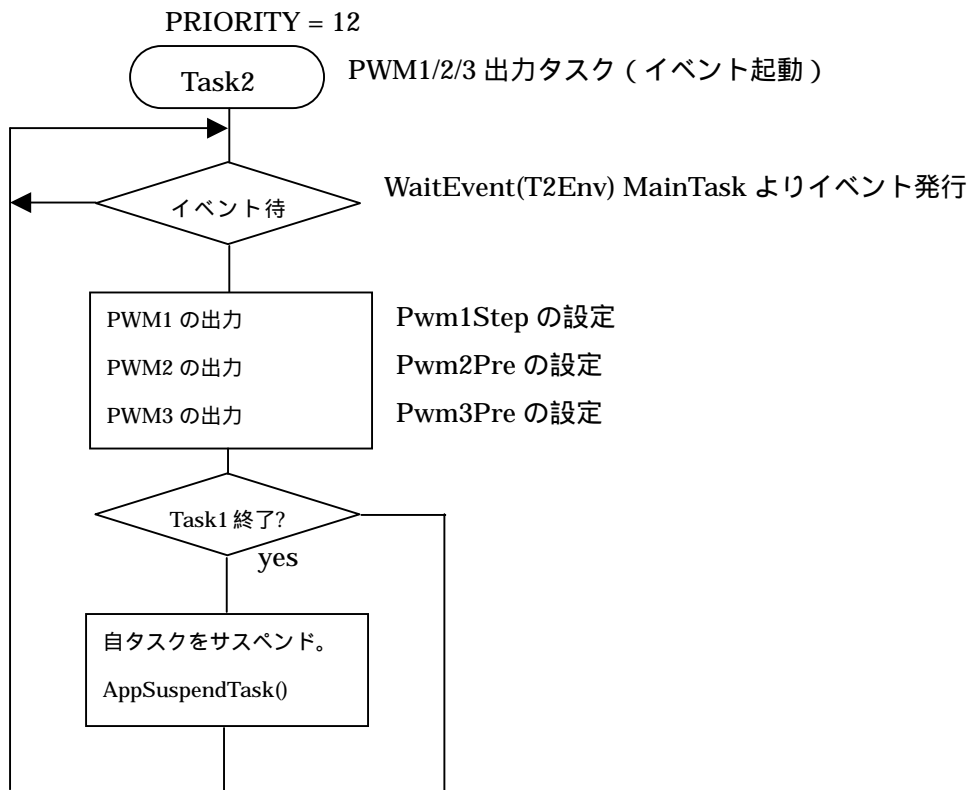 PRIORITY = 12
Task2
PWM1/2/3 出力タスク ( イベント起動 )
WaitEvent(T2Env) MainTask よりイベント発行
イベント待
PWM1 の出力
Pwm1Step の設定
PWM2 の出力
Pwm2Pre の設定
PWM3 の出力
Pwm3Pre の設定
Task1 終了?
yes
自タスクをサスペンド。
AppSuspendTask()